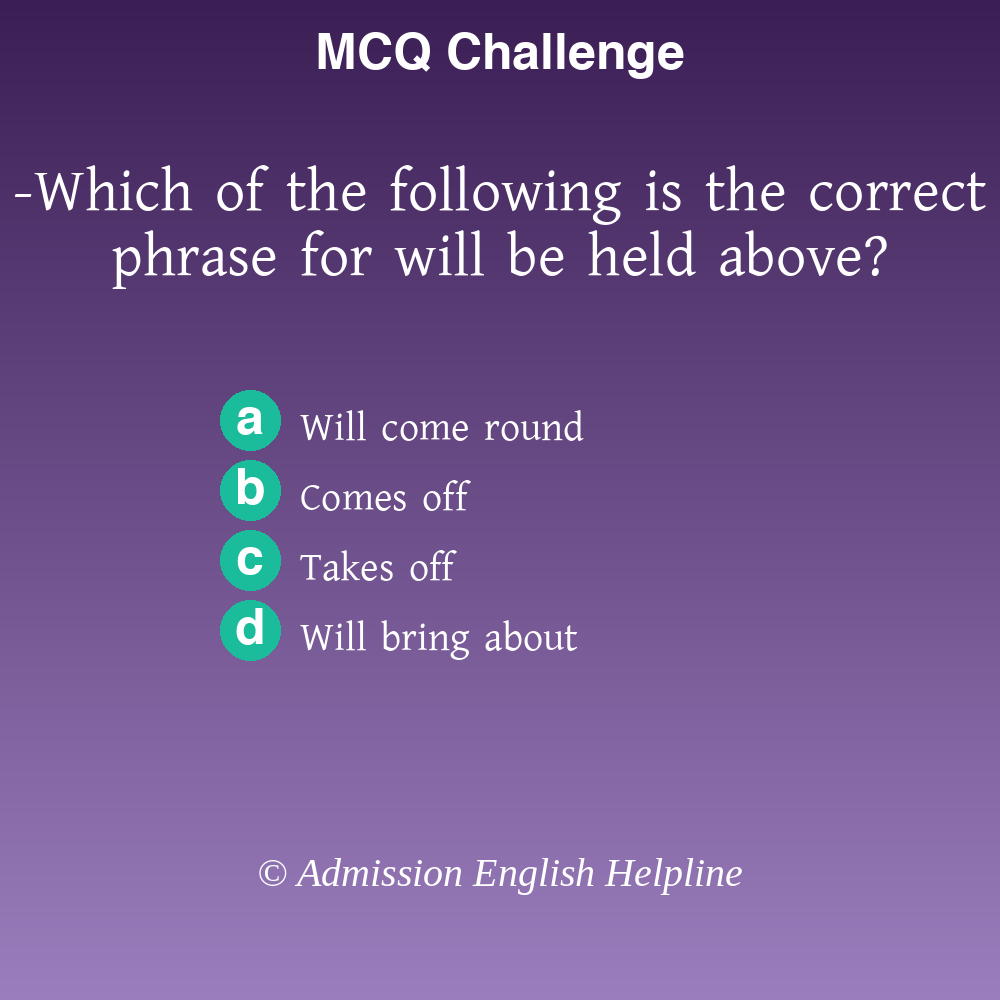 MCQ Challenge
-Which of the following is the correct
phrase for will be held above?
a Will come round
b Comes off
c Takes off
d Will bring about
© Admission English Helpline